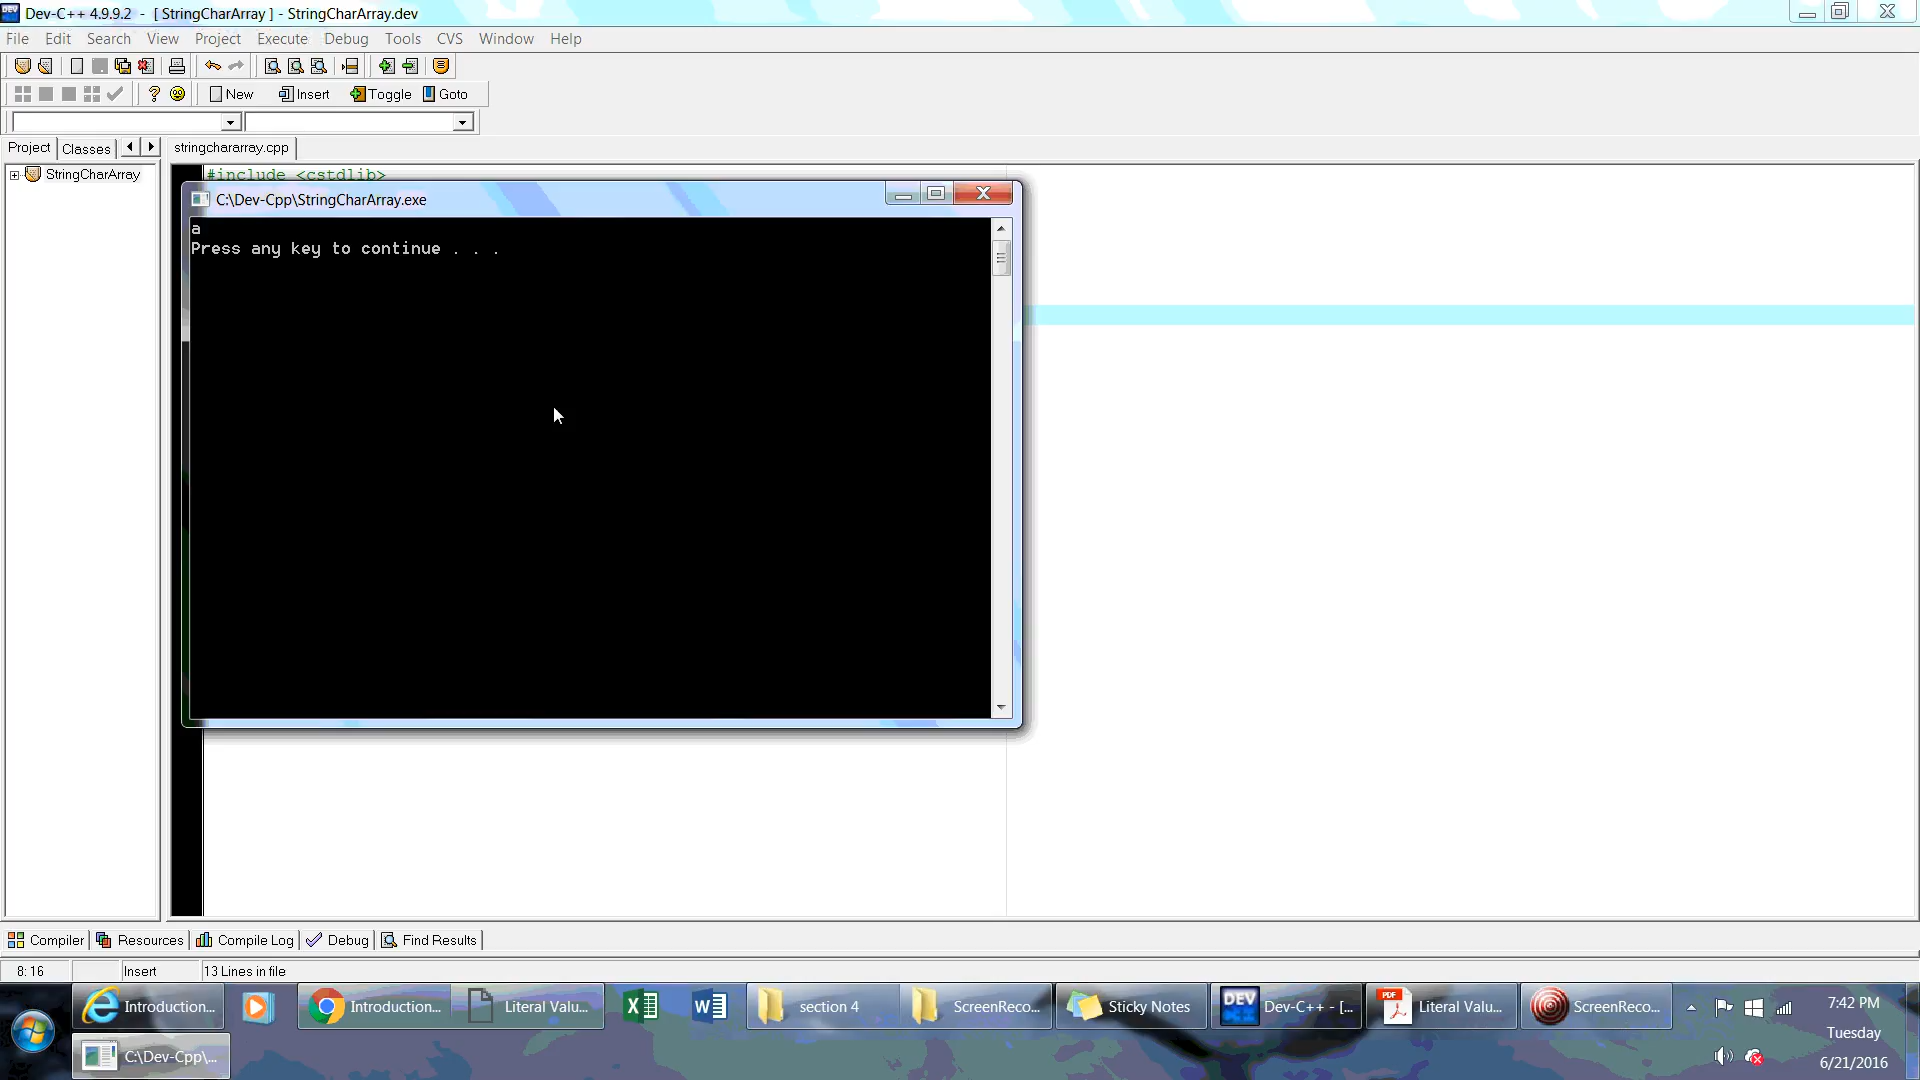 Dev-C++ 4.9.9.2 - [ StringCharArray ] - StringCharArray.dev
File Edit Search View Project Execute Debug Tools CVS Window Help
New Insert Toggle Goto
Project Classes stringchararray.cpp
StringCharArray
#include <cstdlib>
C:\Dev-Cpp\StringCharArray.exe
a
Press any key to continue . . .
Compiler Resources Compile Log Debug Find Results
8: 16 Insert 13 Lines in file
Introduction... Introduction... Literal Valu... section 4 ScreenReco... Sticky Notes DEV Dev-C++ - [... PDF Literal Valu... ScreenReco... 7:42 PM
Tuesday
C:\Dev-Cpp\... 6/21/2016